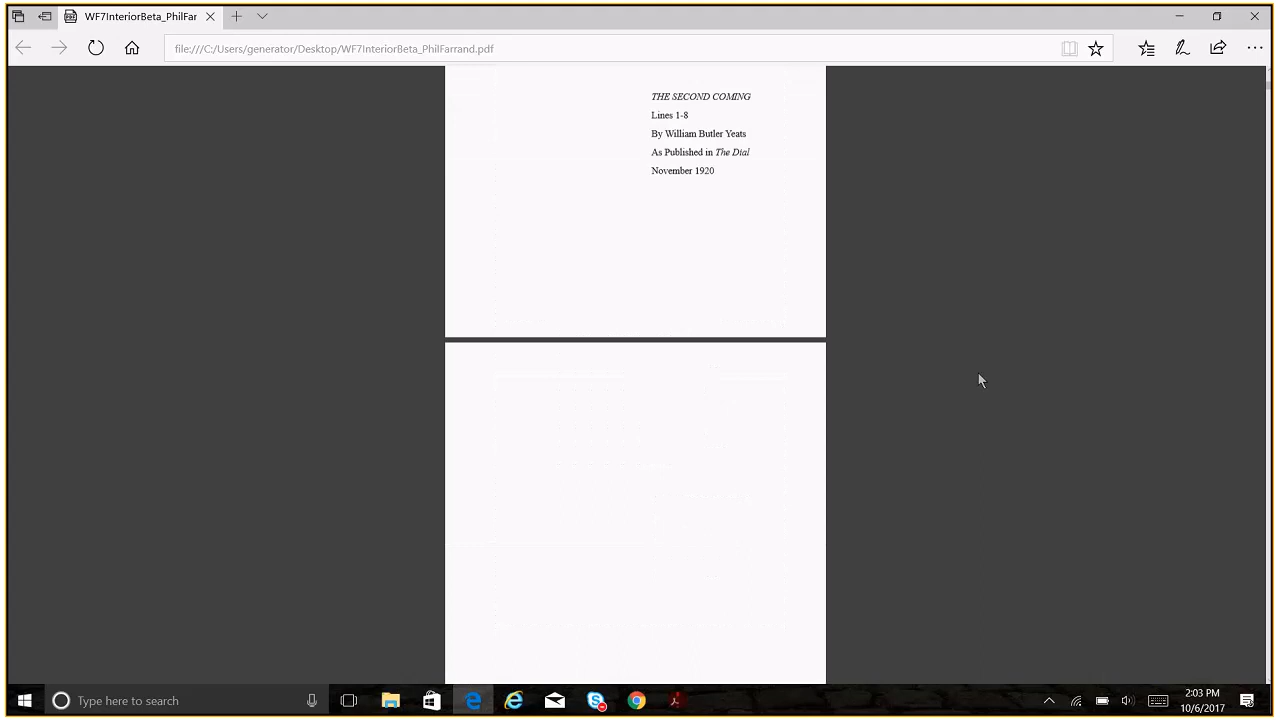 WF7InteriorBeta_PhilFar
file:///C:/Users/generator/Desktop/WF7InteriorBeta_PhilFarrand.pdf
THE SECOND COMING
Lines 1-8
By William Butler Yeats
As Published in The Dial
November 1920
Type here to search
2:03 PM
10/6/2017